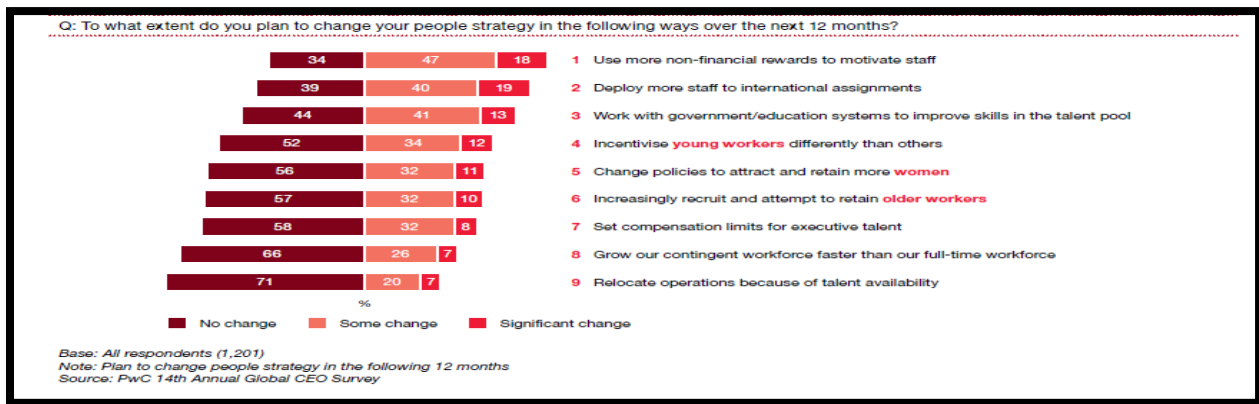 Q: To what extent do you plan to change your people strategy in the following ways over the next 12 months?
34 47 18 1 Use more non-financial rewards to motivate staff
39 40 19 2 Deploy more staff to international assignments
44 41 13 3 Work with government/education systems to improve skills in the talent pool
52 34 12 4 Incentivise young workers differently than others
56 32 11 5 Change policies to attract and retain more women
57 32 10 6 Increasingly recruit and attempt to retain older workers
58 32 8 7 Set compensation limits for executive talent
66 26 7 8 Grow our contingent workforce faster than our full-time workforce
71 20 7 9 Relocate operations because of talent availability
%
No change Some change Significant change
Base: All respondents (1,201)
Note: Plan to change people strategy in the following 12 months
Source: PwC 14th Annual Global CEO Survey